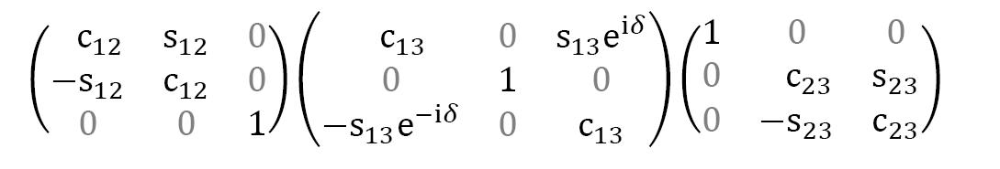 c₁₂ s₁₂ 0 c₁₃ 0 s₁₃e^{iδ} 1 0 0
−s₁₂ c₁₂ 0 0 1 0 0 c₂₃ s₂₃
0 0 1 −s₁₃e^{−iδ} 0 c₁₃ 0 −s₂₃ c₂₃